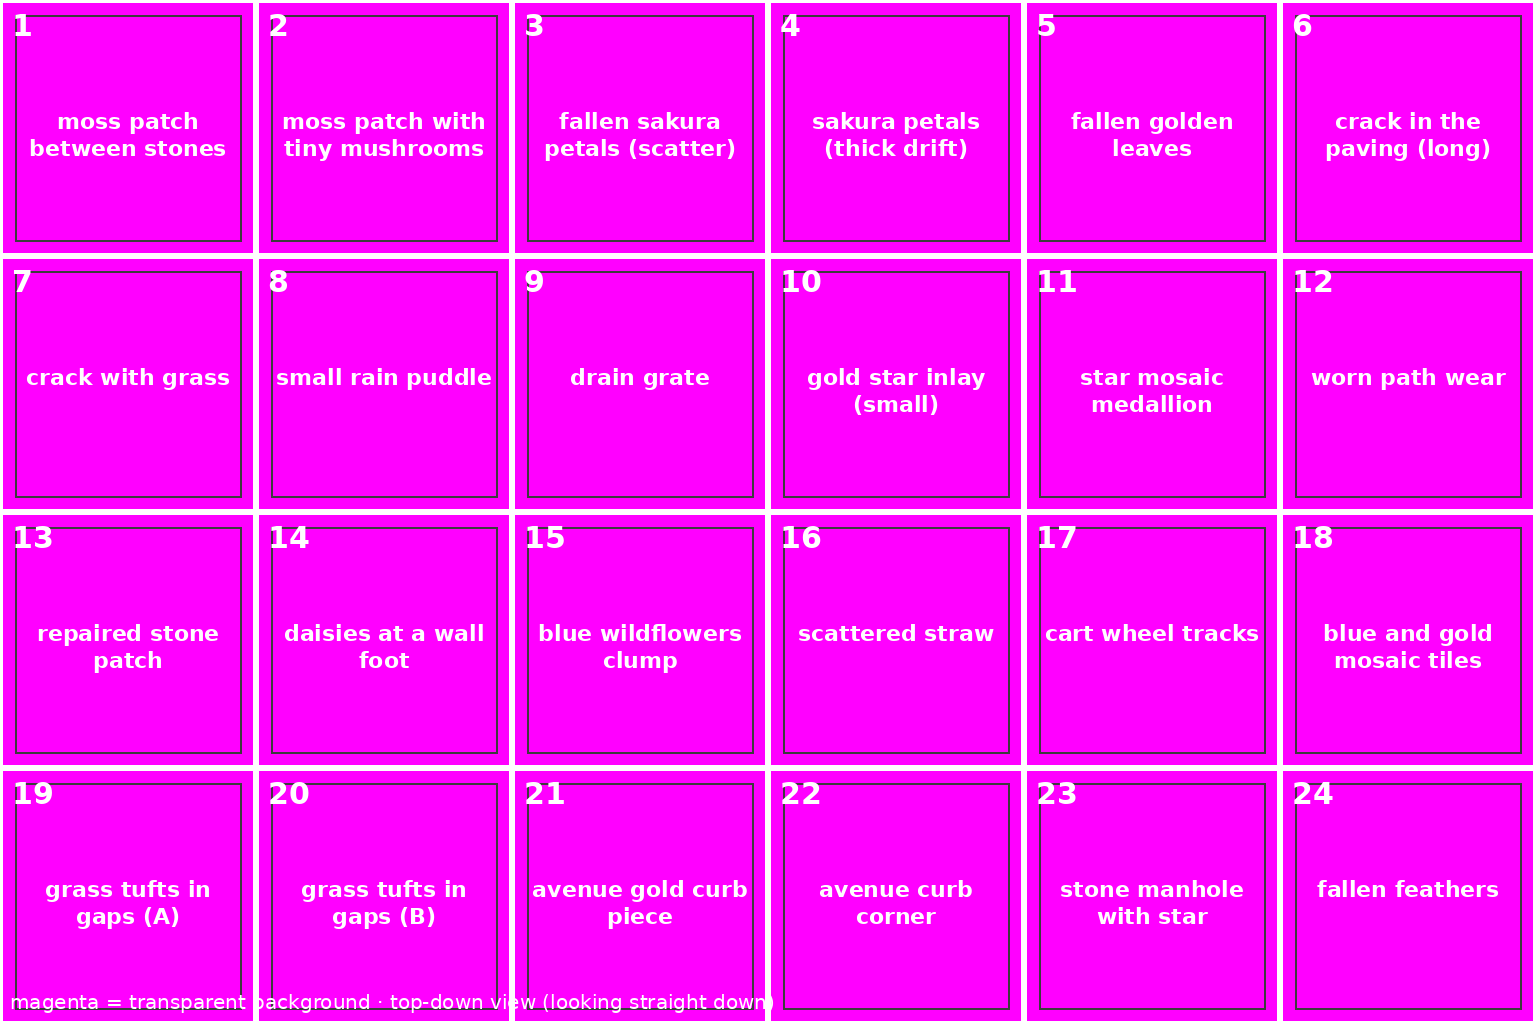 1
moss patch
between stones
2
moss patch with
tiny mushrooms
3
fallen sakura
petals (scatter)
4
sakura petals
(thick drift)
5
fallen golden
leaves
6
crack in the
paving (long)
7
crack with grass
8
small rain puddle
9
drain grate
10
gold star inlay
(small)
11
star mosaic
medallion
12
worn path wear
13
repaired stone
patch
14
daisies at a wall
foot
15
blue wildflowers
clump
16
scattered straw
17
cart wheel tracks
18
blue and gold
mosaic tiles
19
grass tufts in
gaps (A)
20
grass tufts in
gaps (B)
21
avenue gold curb
piece
22
avenue curb
corner
23
stone manhole
with star
24
fallen feathers
magenta = transparent background · top-down view (looking straight down)